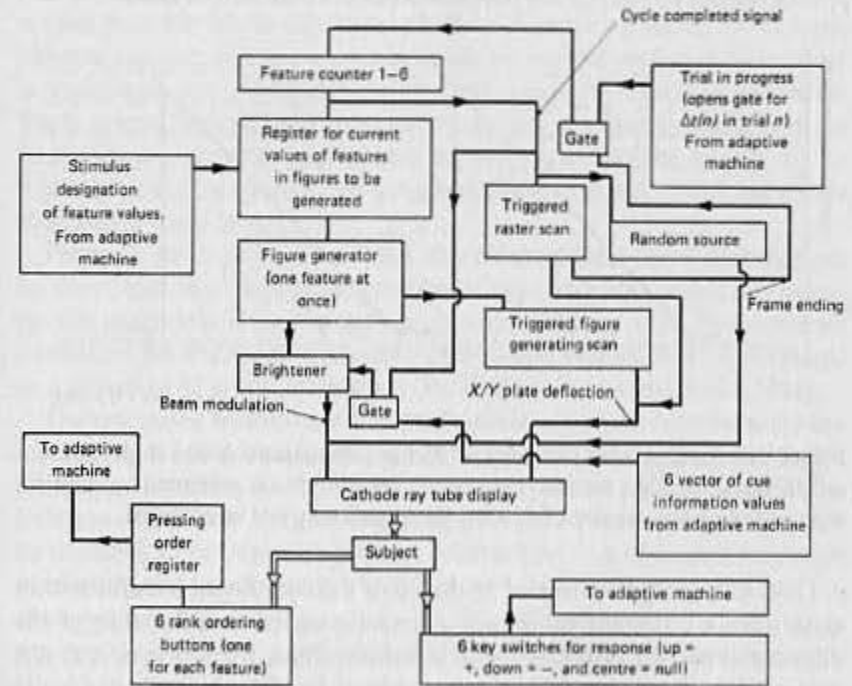 Cycle completed signal
Feature counter 1–6
Trial in progress
(opens gate for
Δz(n) in trial n)
From adaptive
machine
Gate
Register for current
values of features
in figures to be
generated
Stimulus
designation
of feature values.
From adaptive
machine
Triggered
raster scan
Random source
Figure generator
(one feature at
once)
Frame ending
Triggered figure
generating scan
Brightener
X/Y plate deflection
Beam modulation
Gate
To adaptive
machine
Cathode ray tube display
6 vector of cue
information values
from adaptive machine
Pressing
order
register
Subject
To adaptive machine
6 rank ordering
buttons (one
for each feature)
6 key switches for response (up =
+, down = –, and centre = null)